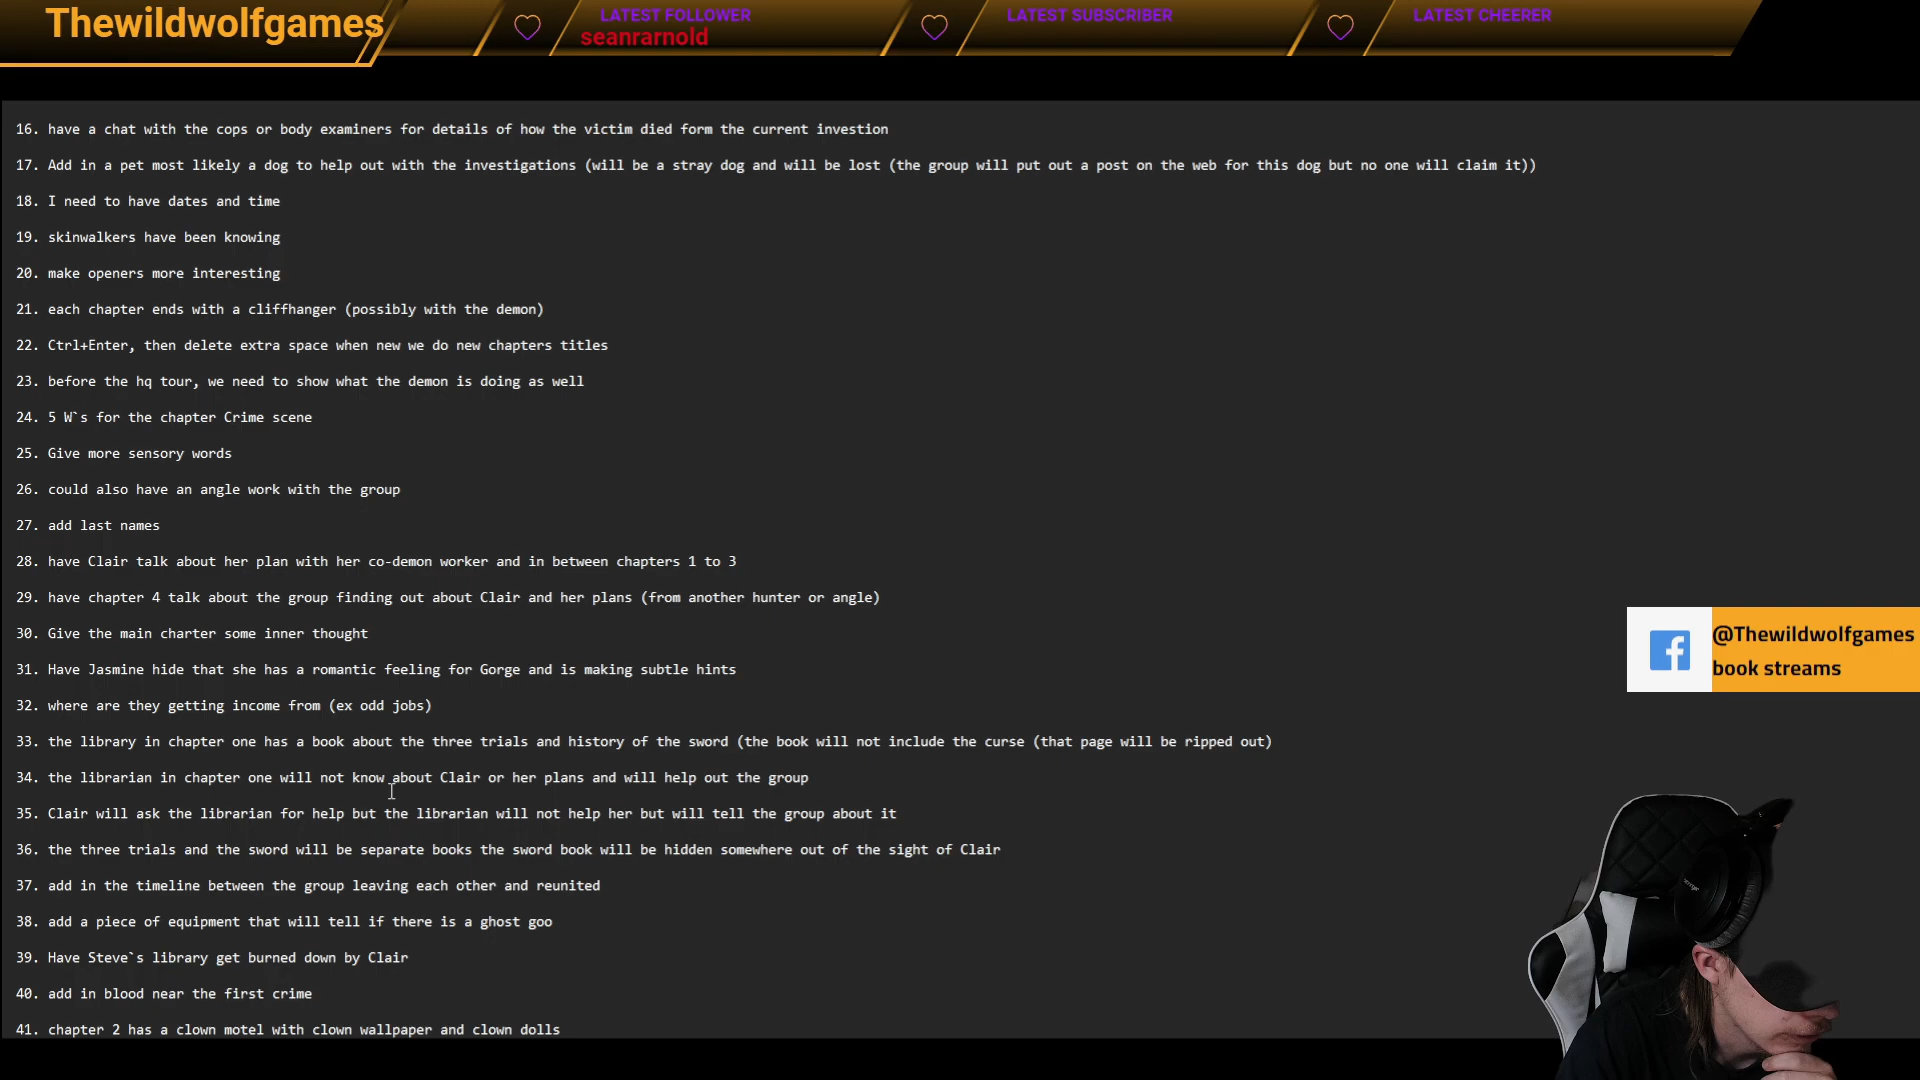 Thewildwolfgames
LATEST FOLLOWER
seanrarnold
LATEST SUBSCRIBER
LATEST CHEERER
16. have a chat with the cops or body examiners for details of how the victim died form the current investion
17. Add in a pet most likely a dog to help out with the investigations (will be a stray dog and will be lost (the group will put out a post on the web for this dog but no one will claim it))
18. I need to have dates and time
19. skinwalkers have been knowing
20. make openers more interesting
21. each chapter ends with a cliffhanger (possibly with the demon)
22. Ctrl+Enter, then delete extra space when new we do new chapters titles
23. before the hq tour, we need to show what the demon is doing as well
24. 5 W`s for the chapter Crime scene
25. Give more sensory words
26. could also have an angle work with the group
27. add last names
28. have Clair talk about her plan with her co-demon worker and in between chapters 1 to 3
29. have chapter 4 talk about the group finding out about Clair and her plans (from another hunter or angle)
30. Give the main charter some inner thought
31. Have Jasmine hide that she has a romantic feeling for Gorge and is making subtle hints
32. where are they getting income from (ex odd jobs)
33. the library in chapter one has a book about the three trials and history of the sword (the book will not include the curse (that page will be ripped out)
34. the librarian in chapter one will not know about Clair or her plans and will help out the group
35. Clair will ask the librarian for help but the librarian will not help her but will tell the group about it
36. the three trials and the sword will be separate books the sword book will be hidden somewhere out of the sight of Clair
37. add in the timeline between the group leaving each other and reunited
38. add a piece of equipment that will tell if there is a ghost goo
39. Have Steve`s library get burned down by Clair
40. add in blood near the first crime
41. chapter 2 has a clown motel with clown wallpaper and clown dolls
@Thewildwolfgames
book streams